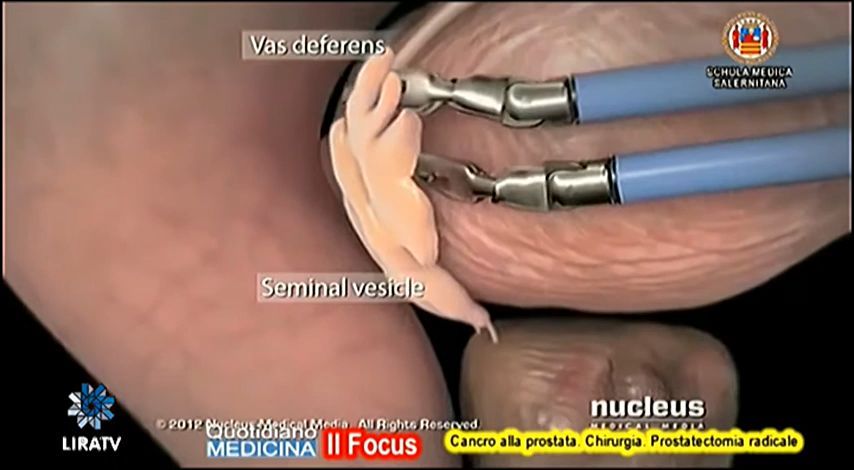 Vas deferens
SCHOLA MEDICA
SALERNITANA
Seminal vesicle
nucleus
MEDICAL MEDIA
© 2012 Nucleus Medical Media. All Rights Reserved.
Quotidiano
MEDICINA
Il Focus
Cancro alla prostata. Chirurgia. Prostatectomia radicale
LIRATV